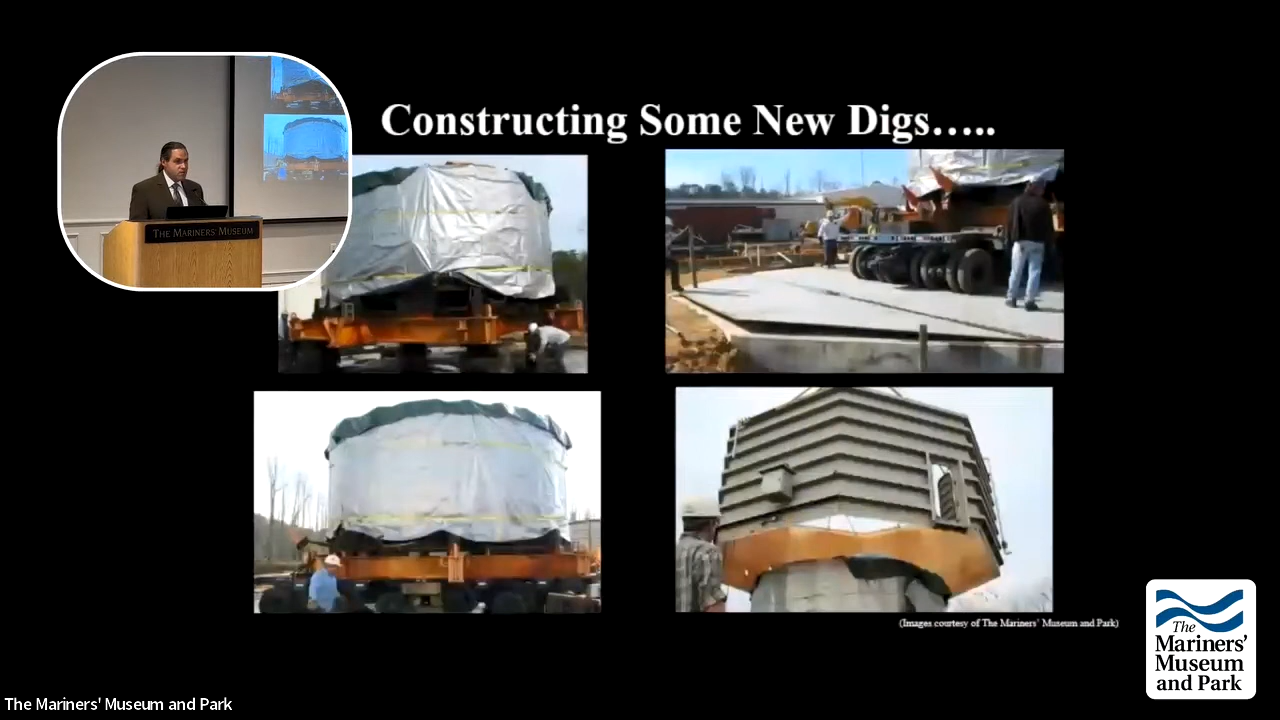 Constructing Some New Digs.....
THE MARINERS MUSEUM
(Images courtesy of The Mariners' Museum and Park)
The
Mariners'
Museum
and Park
The Mariners' Museum and Park